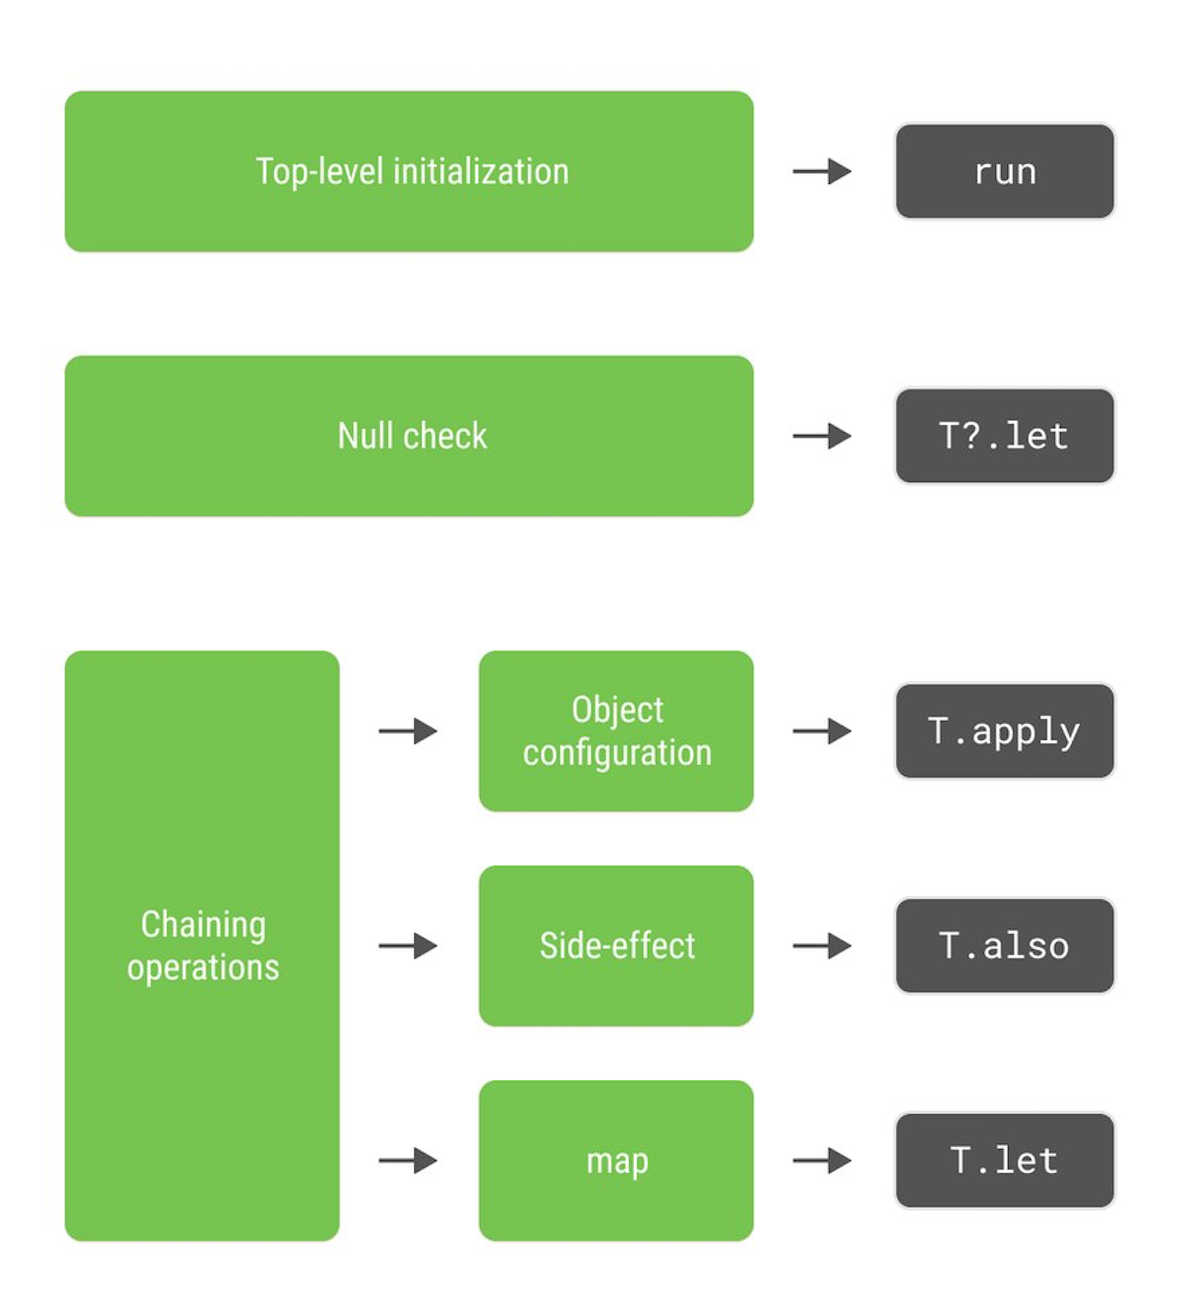 Top-level initialization
run
Null check
T?.let
Chaining
operations
Object
configuration
T.apply
Side-effect
T.also
map
T.let